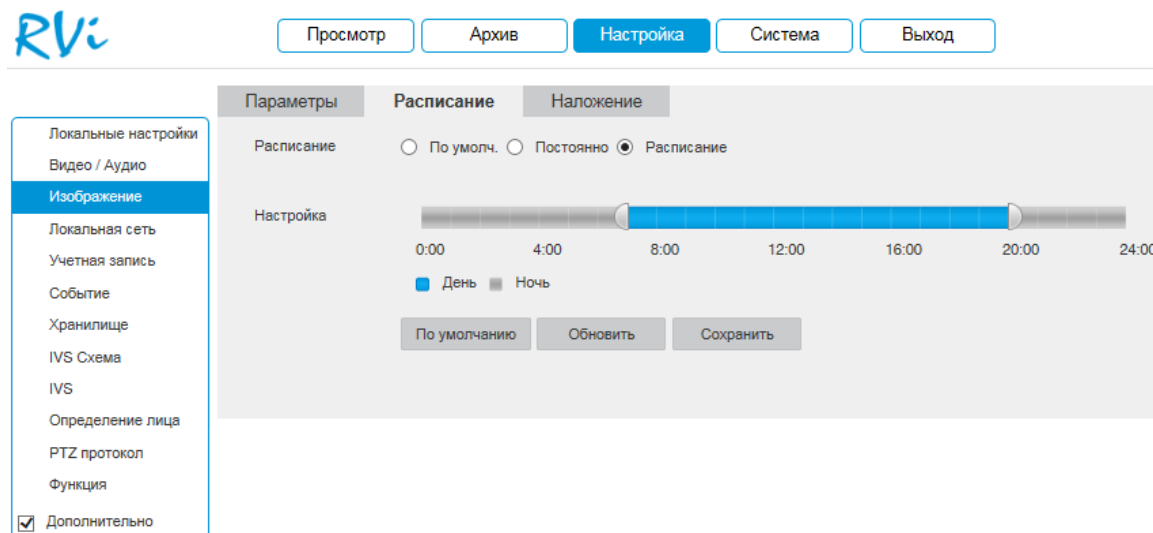 RVi
Просмотр Архив Настройка Система Выход
Параметры Расписание Наложение
Локальные настройки
Видео / Аудио
Изображение
Локальная сеть
Учетная запись
Событие
Хранилище
IVS Схема
IVS
Определение лица
PTZ протокол
Функция
Дополнительно
Расписание По умолч. Постоянно Расписание
Настройка
0:00 4:00 8:00 12:00 16:00 20:00 24:00
День Ночь
По умолчанию Обновить Сохранить